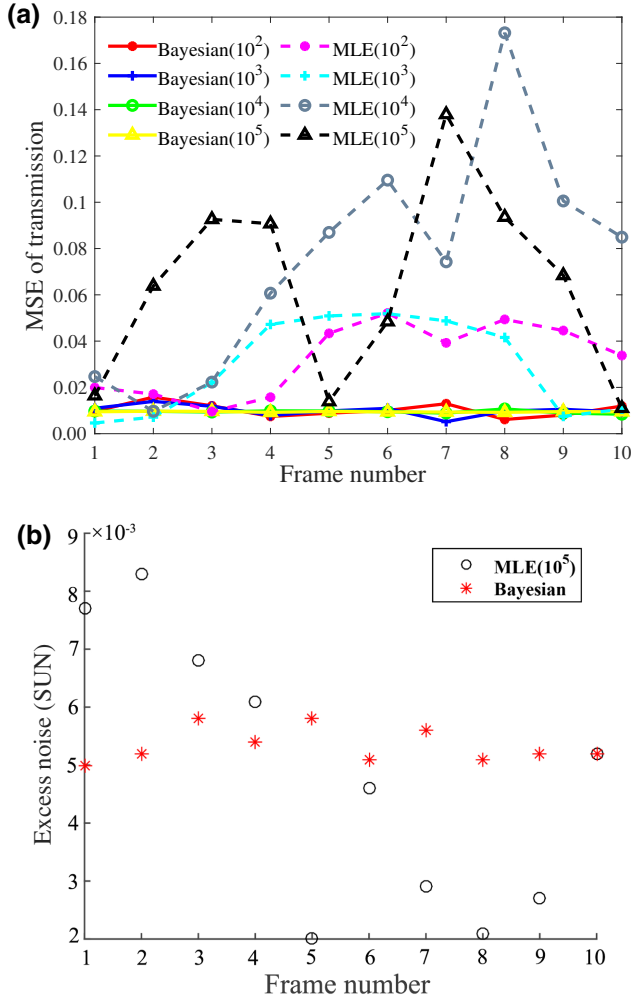 (a)
0.18
0.16
0.14
0.12
0.1
0.08
0.06
0.04
0.02
0.00
MSE of transmission
Bayesian(10²) MLE(10²)
Bayesian(10³) MLE(10³)
Bayesian(10⁴) MLE(10⁴)
Bayesian(10⁵) MLE(10⁵)
1 2 3 4 5 6 7 8 9 10
Frame number
(b)
×10⁻³
9
8
7
6
5
4
3
2
Excess noise (SUN)
MLE(10⁵)
Bayesian
1 2 3 4 5 6 7 8 9 10
Frame number